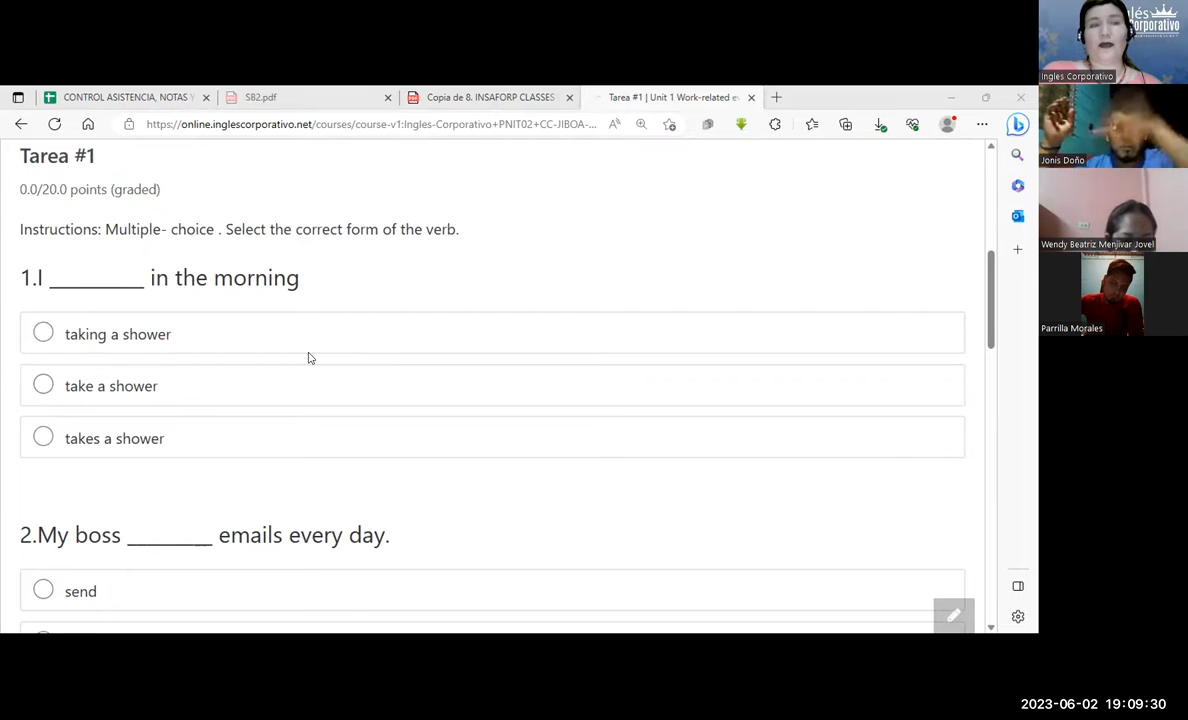 lés
orporativo
Ingles Corporativo
CONTROL ASISTENCIA, NOTAS Y
SB2.pdf
Copia de 8. INSAFORP CLASSES
Tarea #1 | Unit 1 Work-related e
https://online.inglescorporativo.net/courses/course-v1:Ingles-Corporativo+PNIT02+CC-JIBOA-...
Tarea #1
0.0/20.0 points (graded)
Instructions: Multiple- choice . Select the correct form of the verb.
1.I _________ in the morning
taking a shower
take a shower
takes a shower
2.My boss ________ emails every day.
send
Jonis Doño
Wendy Beatriz Menjivar Jovel
Parrilla Morales
2023-06-02 19:09:30